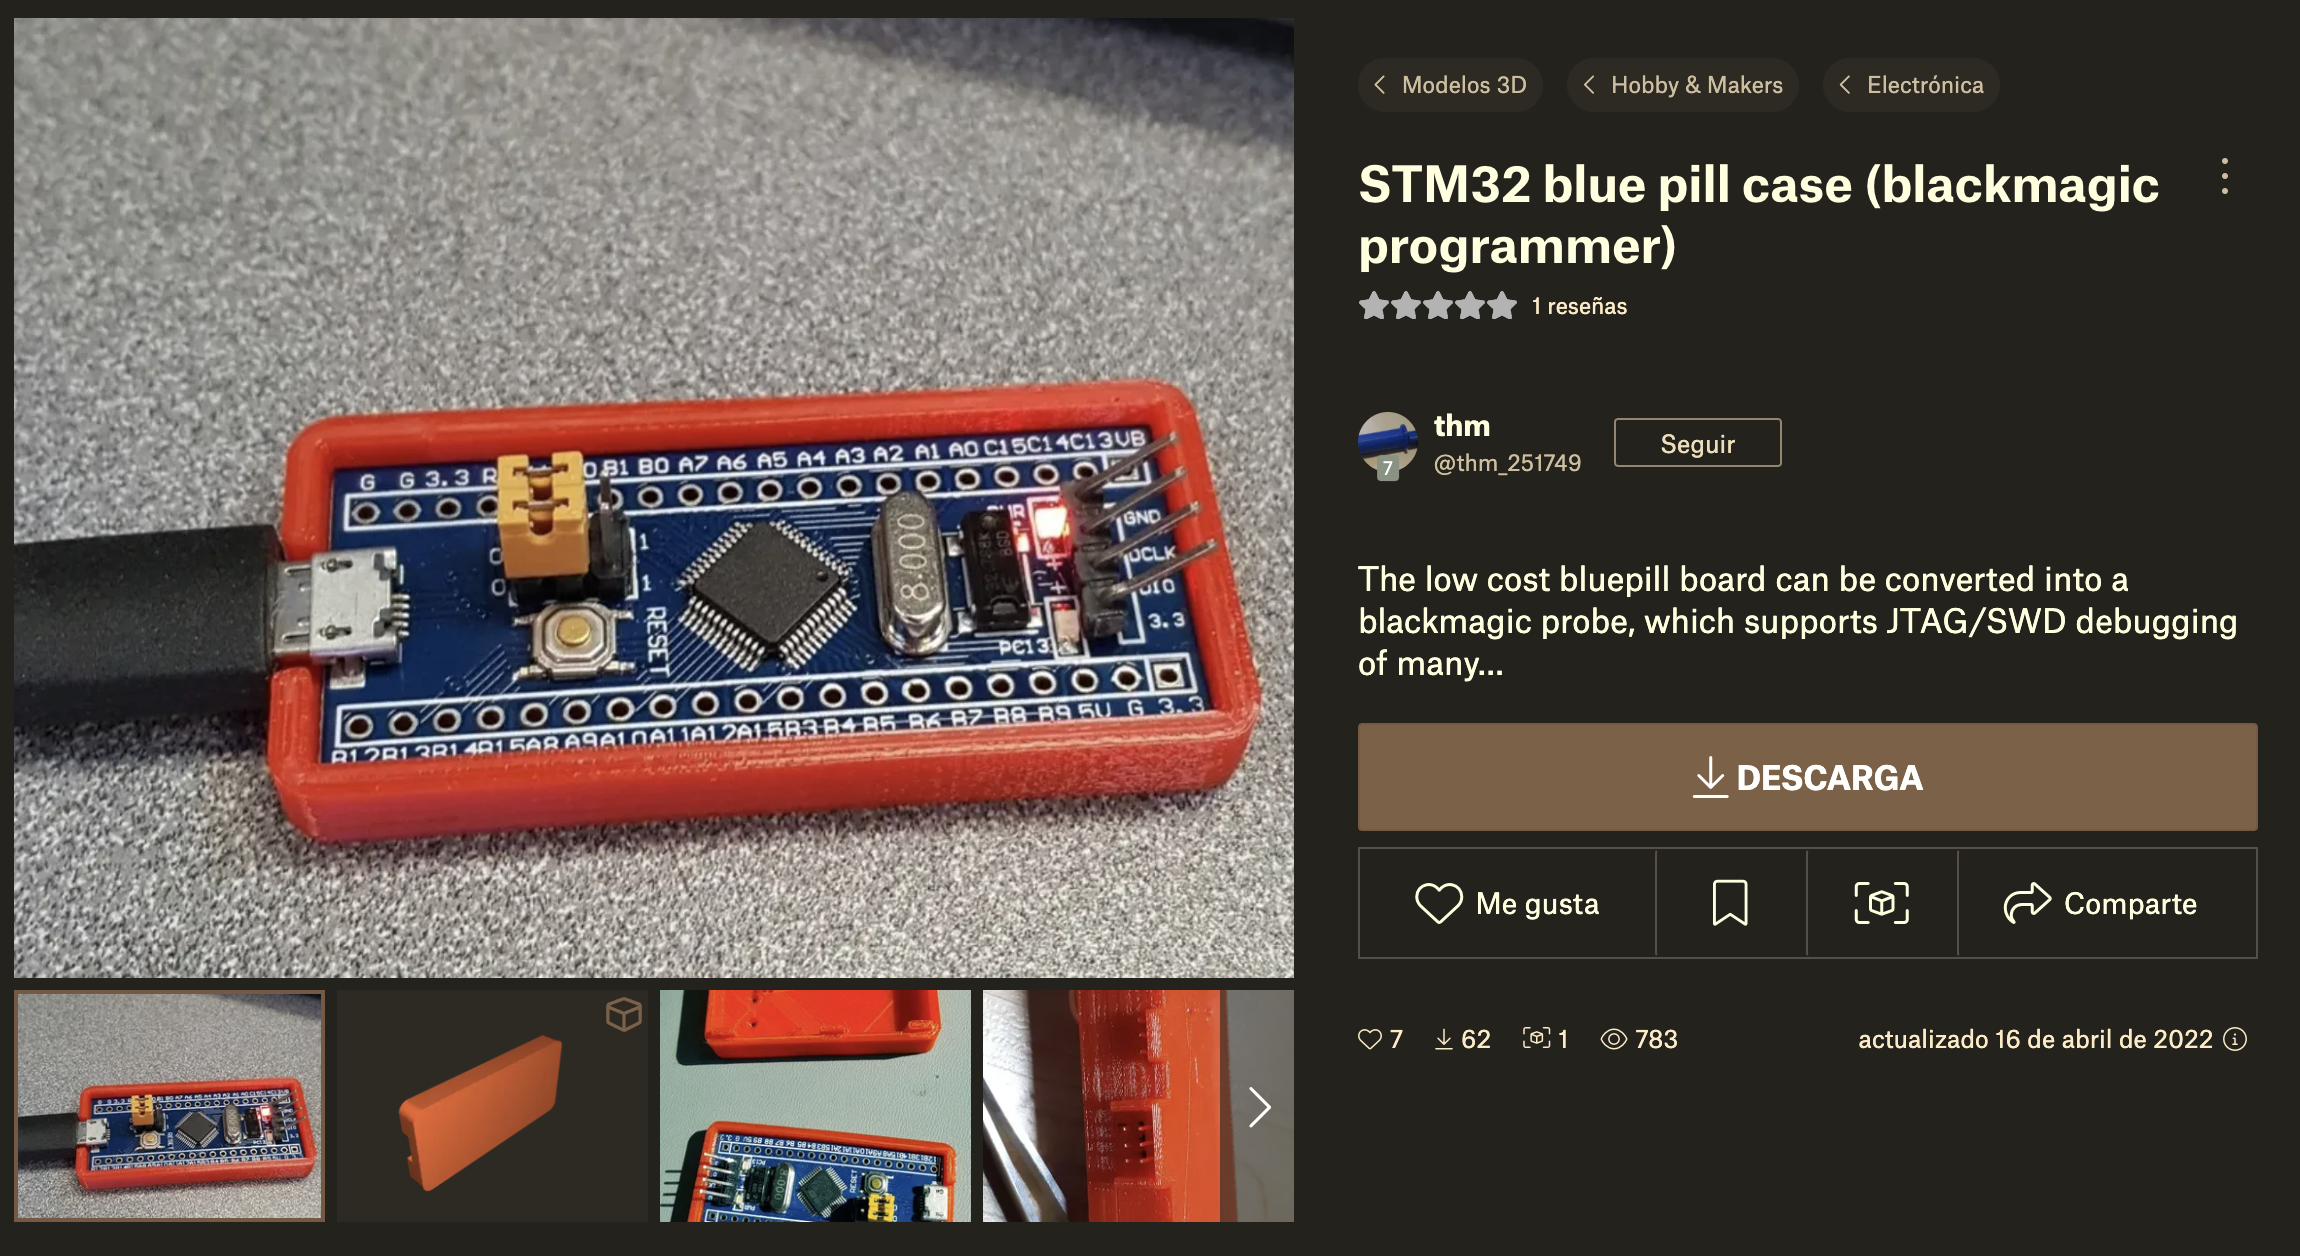 Modelos 3D
Hobby & Makers
Electrónica
STM32 blue pill case (blackmagic
programmer)
1 reseñas
thm
7
@thm_251749
Seguir
The low cost bluepill board can be converted into a
blackmagic probe, which supports JTAG/SWD debugging
of many...
DESCARGA
Me gusta
Comparte
7
62
1
783
actualizado 16 de abril de 2022
G G 3.3 B1 B0 A7 A6 A5 A4 A3 A2 A1 A0 C15 C14 C13 VB
1
1
8.000
GND
3.3
RESET
PC13
B12 B13 B14 B15 A8 A9 A10 A11 A12 A15 B3 B4 B5 B6 B7 B8 B9 5V G 3.3